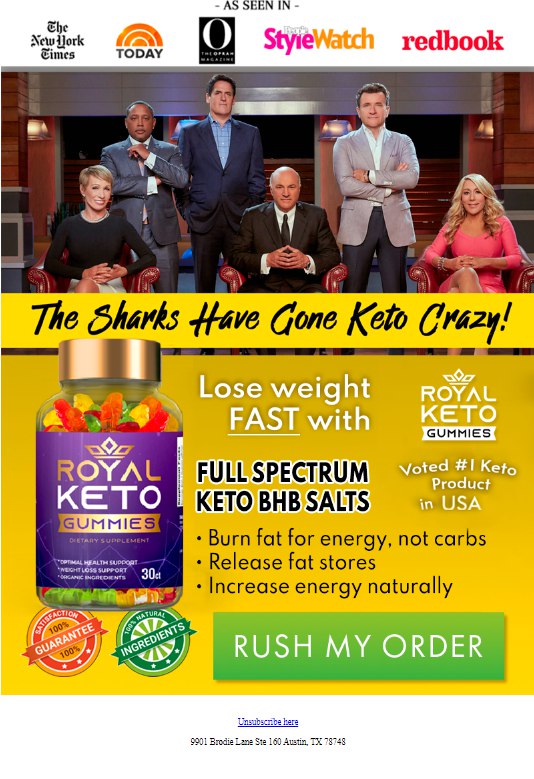 - AS SEEN IN -
The
New York
Times
TODAY
O
THE OPRAH
MAGAZINE
StyleWatch
redbook
The Sharks Have Gone Keto Crazy!
Lose weight
FAST with
ROYAL
KETO
GUMMIES
FULL SPECTRUM
KETO BHB SALTS
Voted #1 Keto
Product
in USA
• Burn fat for energy, not carbs
• Release fat stores
• Increase energy naturally
ROYAL
KETO
GUMMIES
DIETARY SUPPLEMENT
*OPTIMAL HEALTH SUPPORT
*WEIGHT LOSS SUPPORT
*ORGANIC INGREDIENTS
30ct
SATISFACTION
100%
GUARANTEE
100%
100% NATURAL
INGREDIENTS
RUSH MY ORDER
Unsubscribe here
9901 Brodie Lane Ste 160 Austin, TX 78748